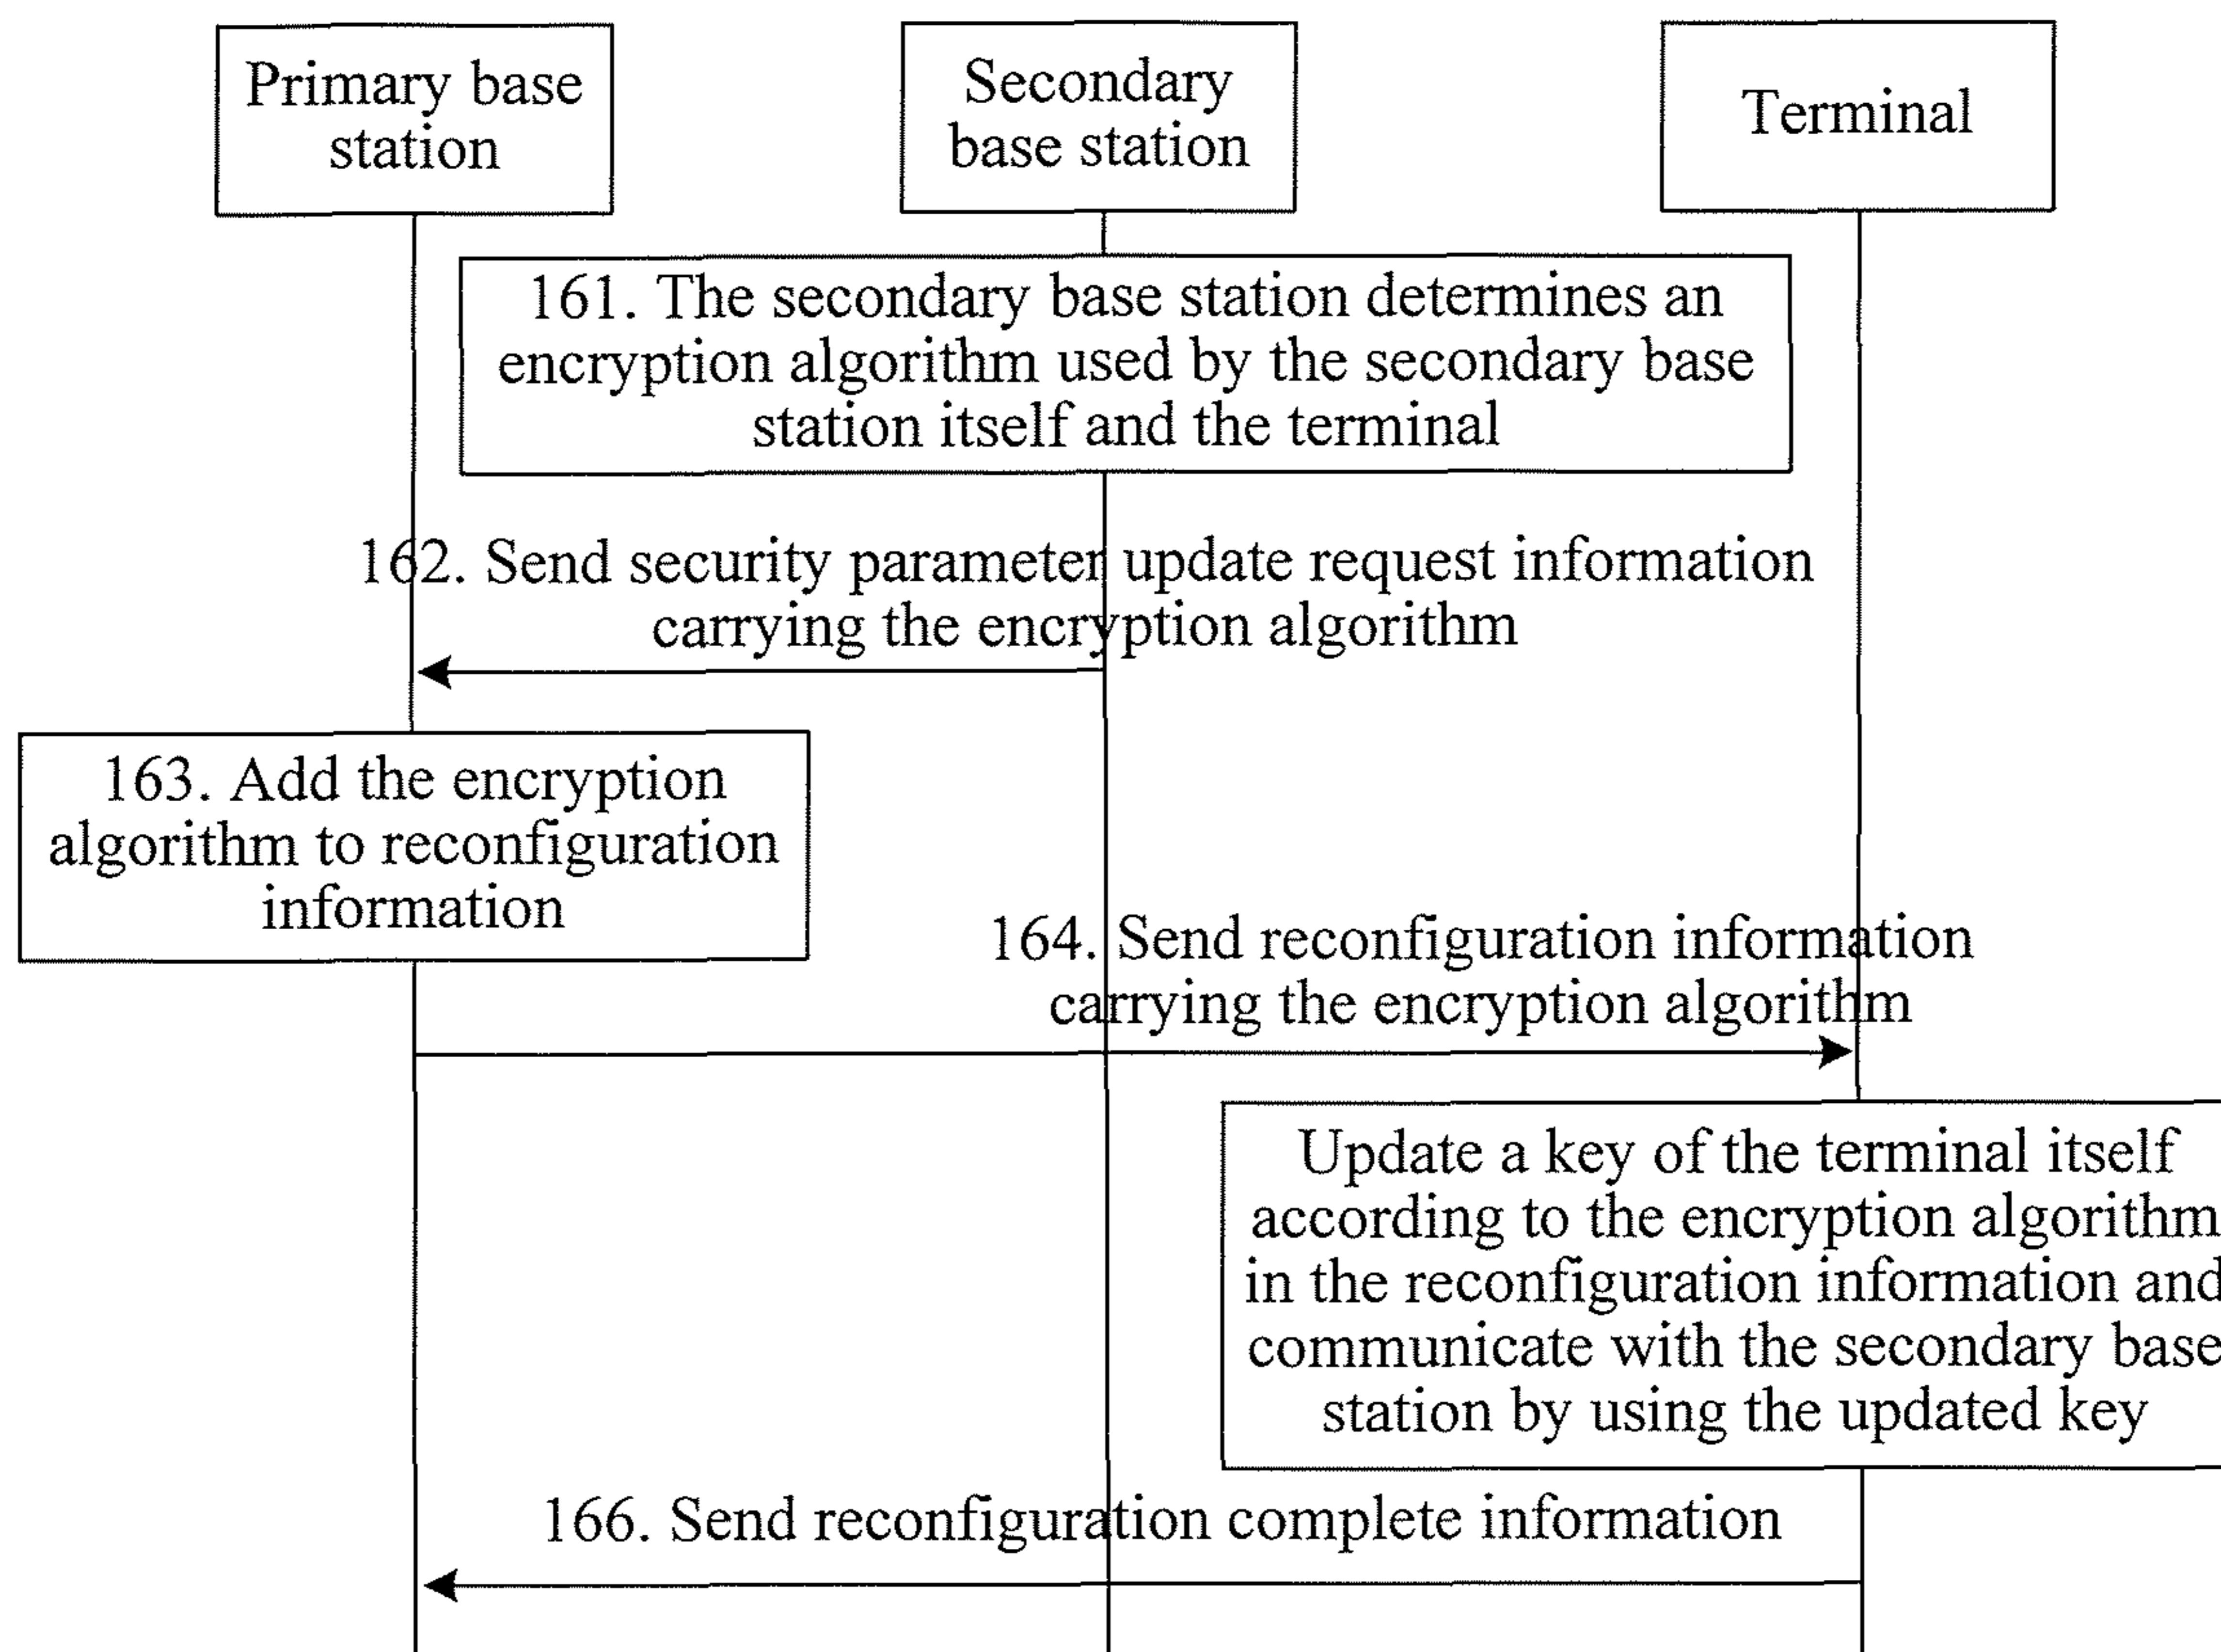 Primary base
station
Secondary
base station
Terminal
161. The secondary base station determines an
encryption algorithm used by the secondary base
station itself and the terminal
162. Send security parameter update request information
carrying the encryption algorithm
163. Add the encryption
algorithm to reconfiguration
information
164. Send reconfiguration information
carrying the encryption algorithm
Update a key of the terminal itself
according to the encryption algorithm
in the reconfiguration information and
communicate with the secondary base
station by using the updated key
166. Send reconfiguration complete information